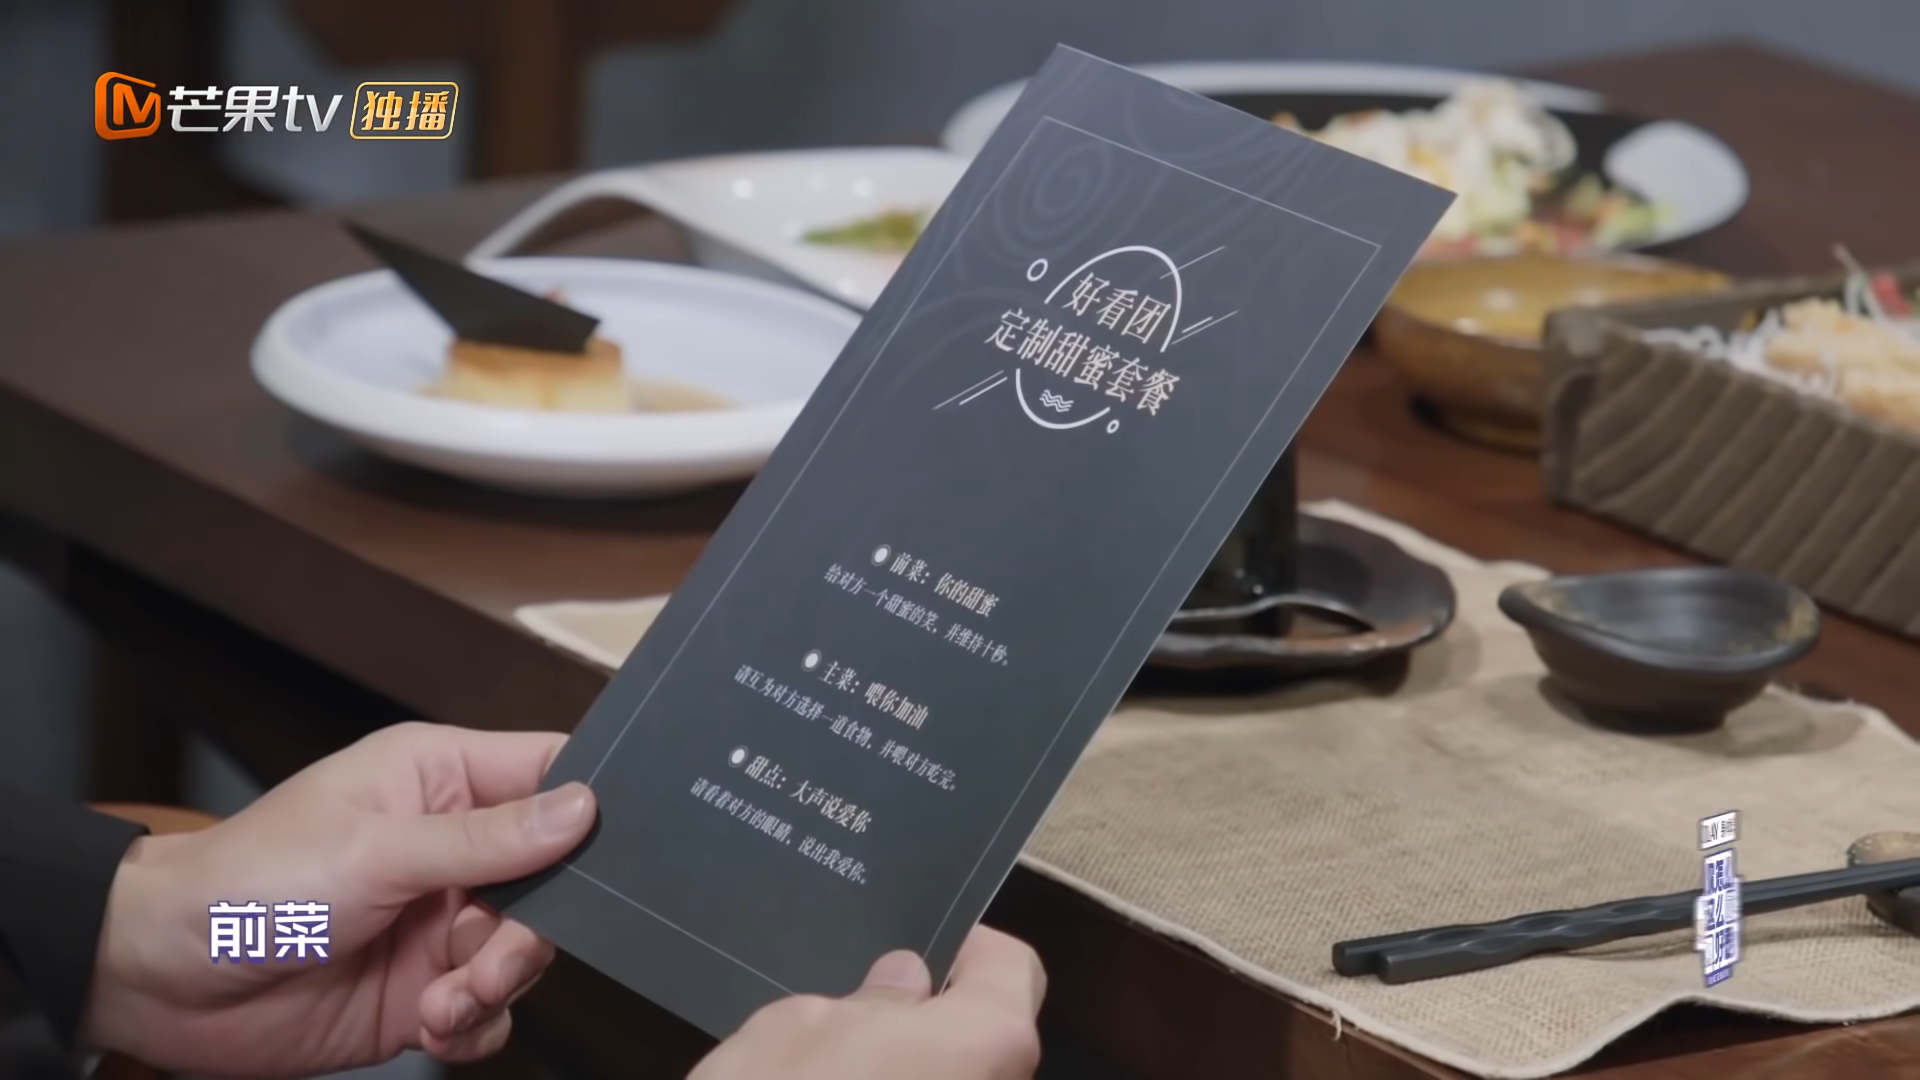 芒果tv 独播
好看团
定制甜蜜套餐
前菜：你的甜蜜
给对方一个甜蜜的笑，并维持十秒。
主菜：喂你加油
请互为对方选择一道食物，并喂对方吃完。
甜点：大声说爱你
请看着对方的眼睛，说出我爱你。
前菜